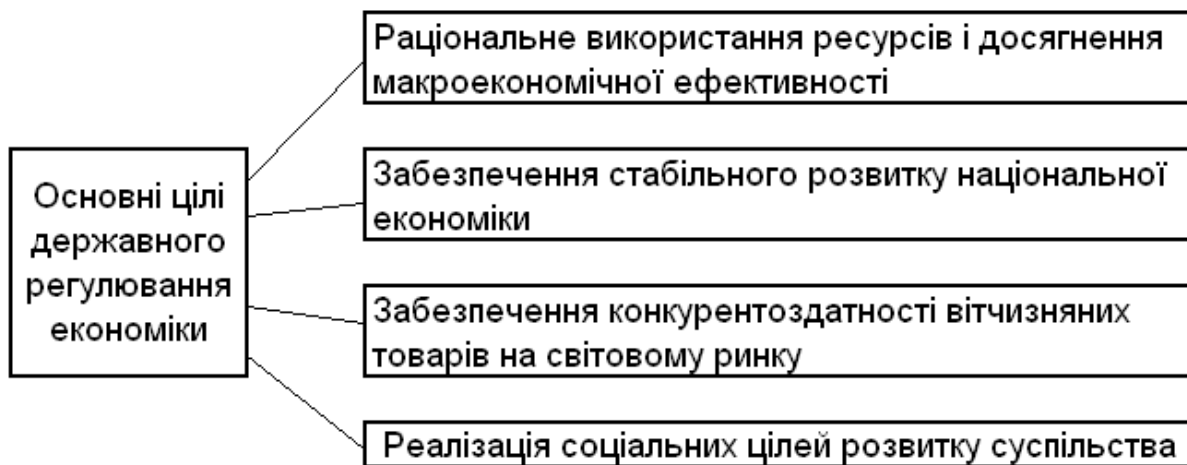 Основні цілі
державного
регулювання
економіки
Раціональне використання ресурсів і досягнення
макроекономічної ефективності
Забезпечення стабільного розвитку національної
економіки
Забезпечення конкурентоздатності вітчизняних
товарів на світовому ринку
Реалізація соціальних цілей розвитку суспільства